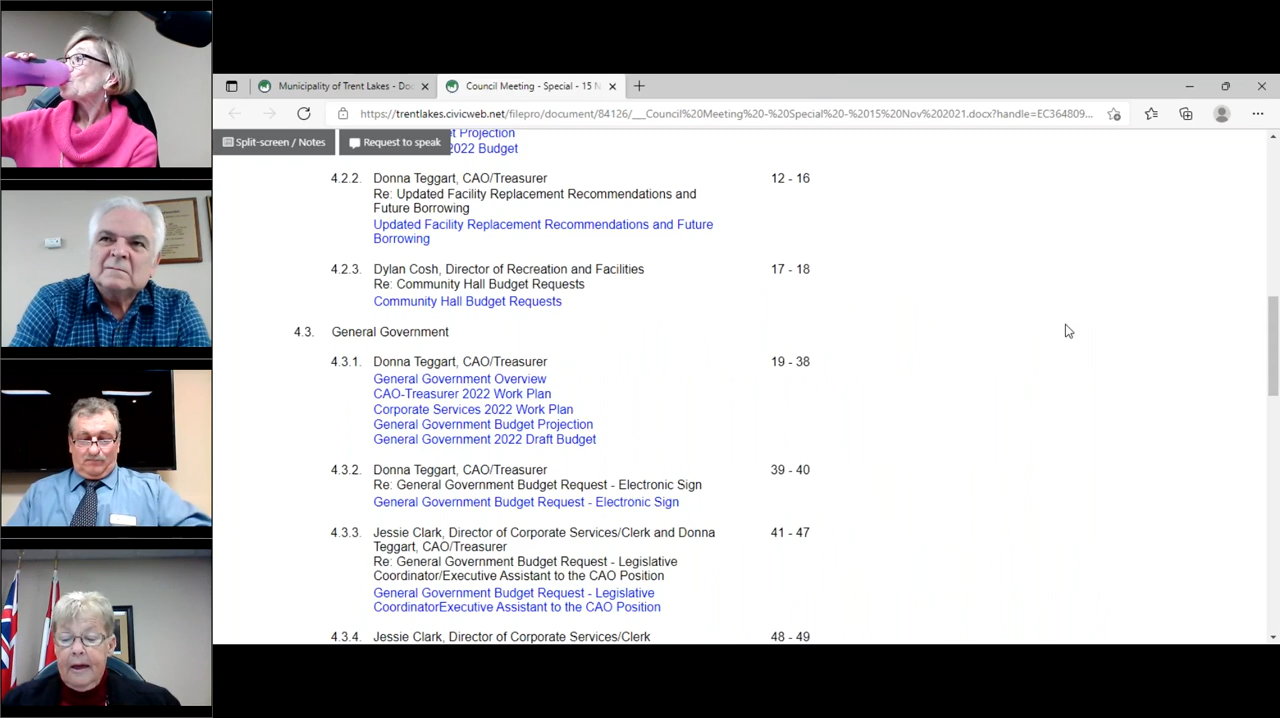 Municipality of Trent Lakes - Doc
Council Meeting - Special - 15 N
https://trentlakes.civicweb.net/filepro/document/84126/___Council%20Meeting%20-%20Special%20-%2015%20Nov%202021.docx?handle=EC364809...
Split-screen / Notes
Request to speak
et Projection
2022 Budget
4.2.2. Donna Teggart, CAO/Treasurer 12 - 16
Re: Updated Facility Replacement Recommendations and
Future Borrowing
Updated Facility Replacement Recommendations and Future
Borrowing
4.2.3. Dylan Cosh, Director of Recreation and Facilities 17 - 18
Re: Community Hall Budget Requests
Community Hall Budget Requests
4.3. General Government
4.3.1. Donna Teggart, CAO/Treasurer 19 - 38
General Government Overview
CAO-Treasurer 2022 Work Plan
Corporate Services 2022 Work Plan
General Government Budget Projection
General Government 2022 Draft Budget
4.3.2. Donna Teggart, CAO/Treasurer 39 - 40
Re: General Government Budget Request - Electronic Sign
General Government Budget Request - Electronic Sign
4.3.3. Jessie Clark, Director of Corporate Services/Clerk and Donna 41 - 47
Teggart, CAO/Treasurer
Re: General Government Budget Request - Legislative
Coordinator/Executive Assistant to the CAO Position
General Government Budget Request - Legislative
CoordinatorExecutive Assistant to the CAO Position
4.3.4. Jessie Clark, Director of Corporate Services/Clerk 48 - 49